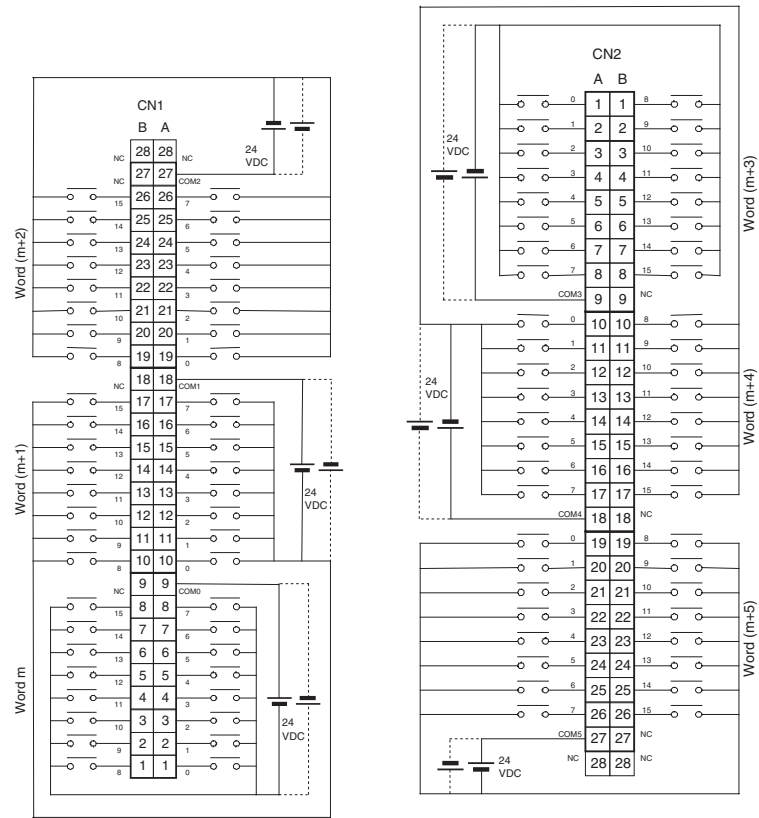 CN1
B A
24
VDC
NC 28 28 NC
NC 27 27 COM2
15 26 26 7
14 25 25 6
13 24 24 5
12 23 23 4
11 22 22 3
10 21 21 2
9 20 20 1
8 19 19 0
Word (m+2)
NC 18 18 COM1
15 17 17 7
14 16 16 6
13 15 15 5
12 14 14 4
11 13 13 3
10 12 12 2
9 11 11 1
8 10 10 0
Word (m+1)
24
VDC
NC 9 9 COM0
15 8 8 7
14 7 7 6
13 6 6 5
12 5 5 4
11 4 4 3
10 3 3 2
9 2 2 1
8 1 1 0
Word m
24
VDC
CN2
A B
0 1 1 8
1 2 2 9
2 3 3 10
3 4 4 11
4 5 5 12
5 6 6 13
6 7 7 14
7 8 8 15
COM3 9 9 NC
24
VDC
Word (m+3)
0 10 10 8
1 11 11 9
2 12 12 10
3 13 13 11
4 14 14 12
5 15 15 13
6 16 16 14
7 17 17 15
COM4 18 18 NC
24
VDC
Word (m+4)
0 19 19 8
1 20 20 9
2 21 21 10
3 22 22 11
4 23 23 12
5 24 24 13
6 25 25 14
7 26 26 15
COM5 27 27 NC
NC 28 28 NC
24
VDC
Word (m+5)